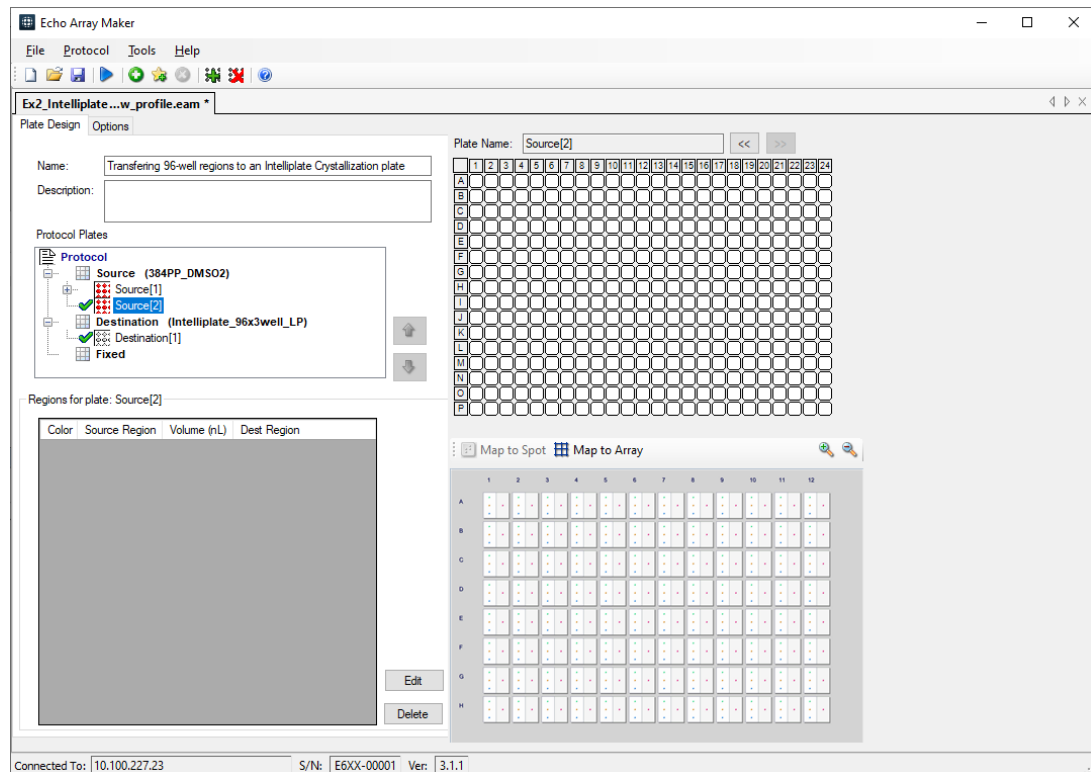 Echo Array Maker
File Protocol Tools Help
Ex2_Intelliplate...w_profile.eam *
Plate Design Options
Name: Transfering 96-well regions to an Intelliplate Crystallization plate
Description:
Protocol Plates
Protocol
Source (384PP_DMSO2)
Source[1]
Source[2]
Destination (Intelliplate_96x3well_LP)
Destination[1]
Fixed
Regions for plate: Source[2]
Color Source Region Volume (nL) Dest Region
Edit
Delete
Plate Name: Source[2] << >>
1 2 3 4 5 6 7 8 9 10 11 12 13 14 15 16 17 18 19 20 21 22 23 24
A
B
C
D
E
F
G
H
I
J
K
L
M
N
O
P
Map to Spot Map to Array
1 2 3 4 5 6 7 8 9 10 11 12
A
B
C
D
E
F
G
H
Connected To: 10.100.227.23 S/N: E6XX-00001 Ver: 3.1.1